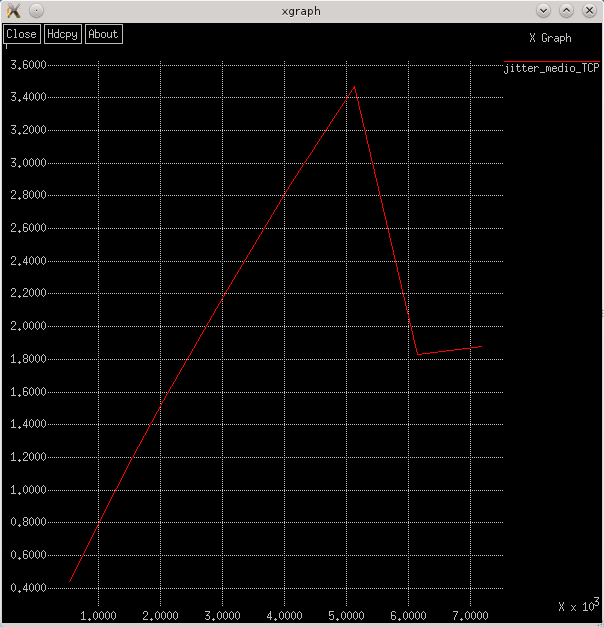 xgraph
Close Hdcpy About
X Graph
jitter_medio_TCP
3.6000
3.4000
3.2000
3.0000
2.8000
2.6000
2.4000
2.2000
2.0000
1.8000
1.6000
1.4000
1.2000
1.0000
0.8000
0.6000
0.4000
X x 10³
1.0000 2.0000 3.0000 4.0000 5.0000 6.0000 7.0000